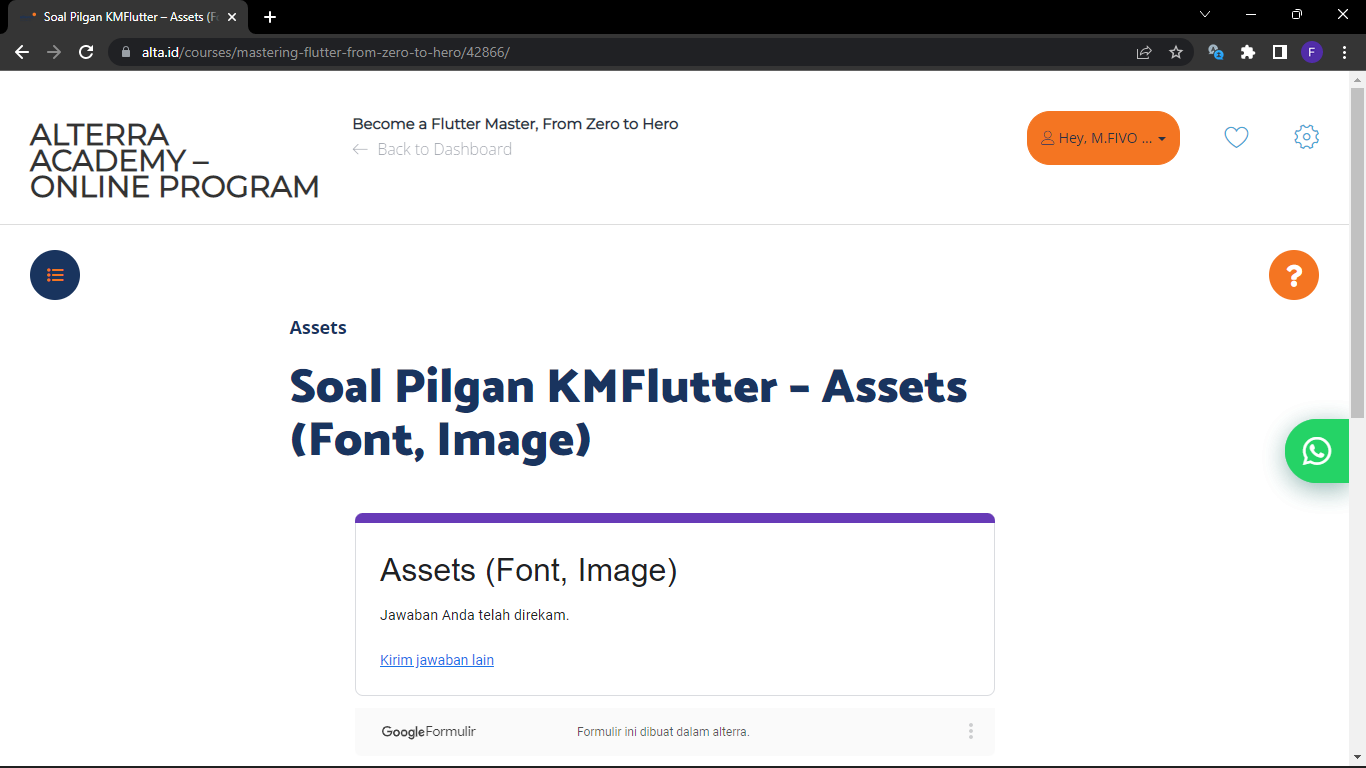 Soal Pilgan KMFlutter – Assets (F
alta.id/courses/mastering-flutter-from-zero-to-hero/42866/
F
ALTERRA
ACADEMY –
ONLINE PROGRAM
Become a Flutter Master, From Zero to Hero
← Back to Dashboard
Hey, M.FIVO ...
?
Assets
Soal Pilgan KMFlutter – Assets
(Font, Image)
Assets (Font, Image)
Jawaban Anda telah direkam.
Kirim jawaban lain
Google Formulir
Formulir ini dibuat dalam alterra.